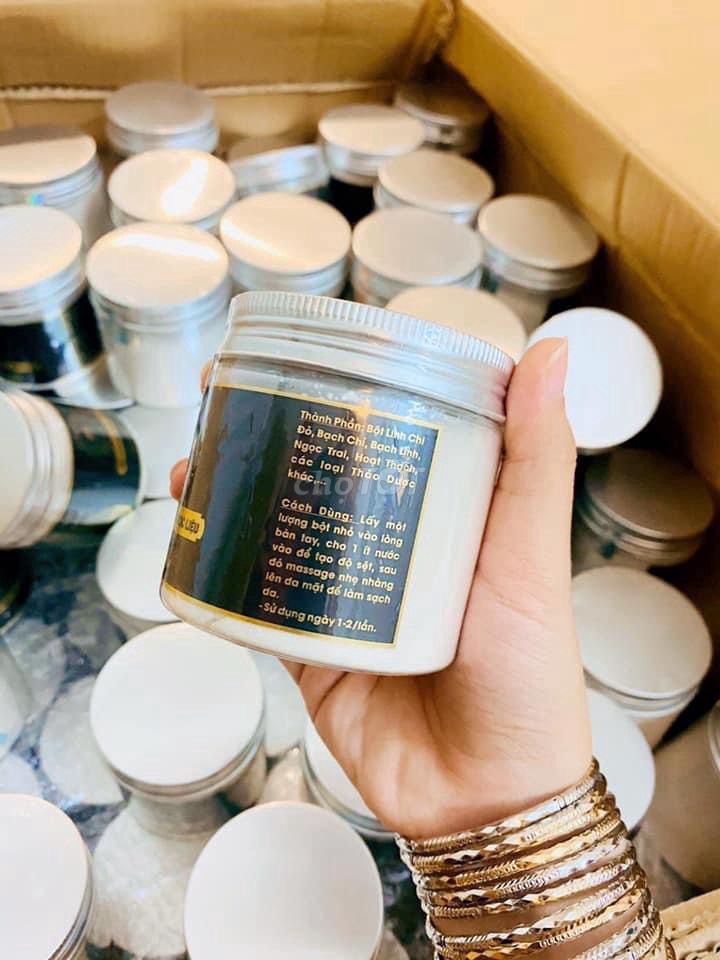 Thành Phần: Bột Linh Chi
Đỏ, Bạch Chỉ, Bạch Linh,
Ngọc Trai, Hoạt Thạch,
các loại Thảo Dược
khác,...
chợTốt
Cách Dùng: Lấy một
lượng bột nhỏ vào lòng
bàn tay, cho 1 ít nước
vào để tạo độ sệt, sau
đó massage nhẹ nhàng
lên da mặt để làm sạch
da.
-Sử dụng ngày 1-2/lần.